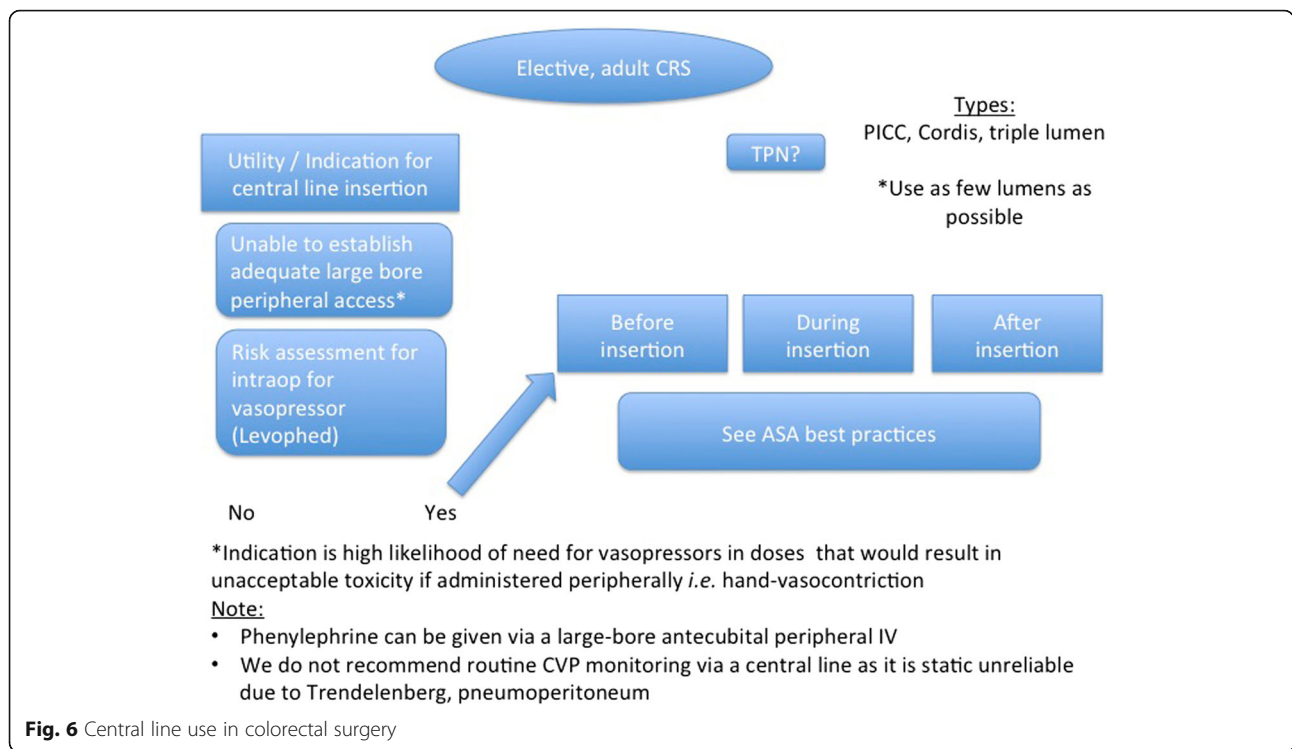 Elective, adult CRS
Types:
PICC, Cordis, triple lumen
*Use as few lumens as
possible
TPN?
Utility / Indication for
central line insertion
Unable to establish
adequate large bore
peripheral access*
Risk assessment for
intraop for
vasopressor
(Levophed)
Before
insertion
During
insertion
After
insertion
See ASA best practices
No
Yes
*Indication is high likelihood of need for vasopressors in doses that would result in
unacceptable toxicity if administered peripherally i.e. hand-vasocontriction
Note:
• Phenylephrine can be given via a large-bore antecubital peripheral IV
• We do not recommend routine CVP monitoring via a central line as it is static unreliable
due to Trendelenberg, pneumoperitoneum
Fig. 6 Central line use in colorectal surgery